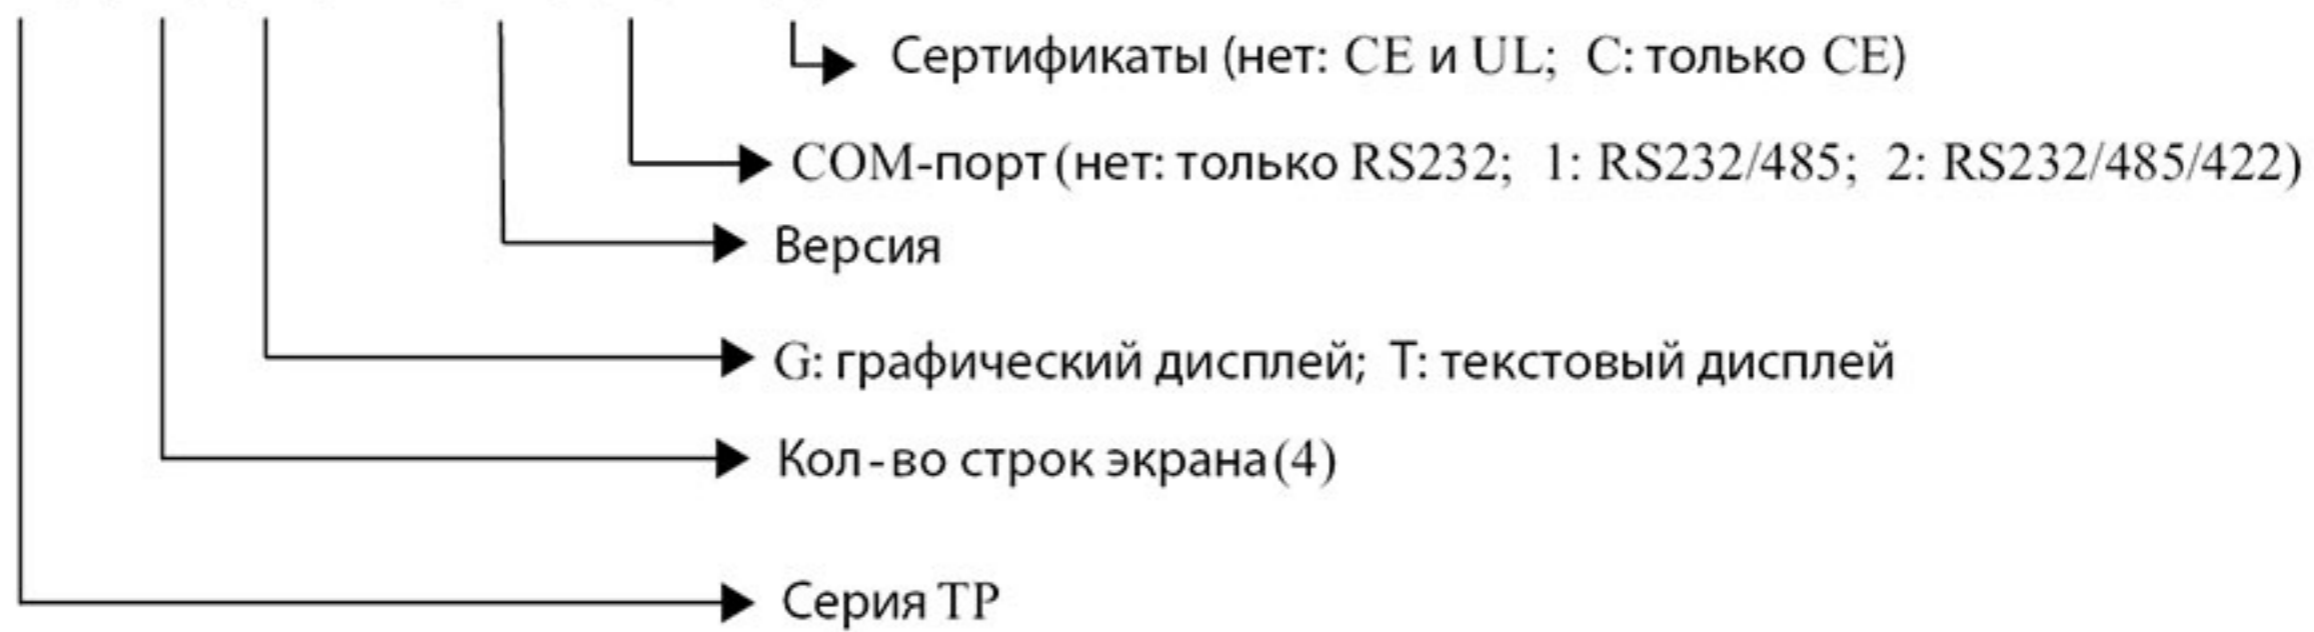 Сертификаты (нет: CE и UL; C: только CE)
COM-порт (нет: только RS232; 1: RS232/485; 2: RS232/485/422)
Версия
G: графический дисплей; T: текстовый дисплей
Кол-во строк экрана (4)
Серия TP